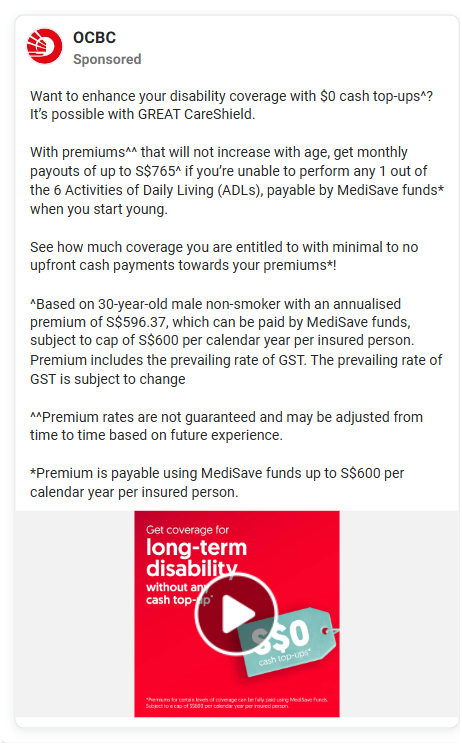 OCBC
Sponsored
Want to enhance your disability coverage with $0 cash top-ups^?
It's possible with GREAT CareShield.
With premiums^^ that will not increase with age, get monthly
payouts of up to S$765^ if you're unable to perform any 1 out of
the 6 Activities of Daily Living (ADLs), payable by MediSave funds*
when you start young.
See how much coverage you are entitled to with minimal to no
upfront cash payments towards your premiums*!
^Based on 30-year-old male non-smoker with an annualised
premium of S$596.37, which can be paid by MediSave funds,
subject to cap of S$600 per calendar year per insured person.
Premium includes the prevailing rate of GST. The prevailing rate of
GST is subject to change
^^Premium rates are not guaranteed and may be adjusted from
time to time based on future experience.
*Premium is payable using MediSave funds up to S$600 per
calendar year per insured person.
Get coverage for
long-term
disability
without any
cash top-up*
S$0
cash top-ups*
*Premiums for certain levels of coverage can be fully paid using MediSave Funds.
Subject to a cap of S$600 per calendar year per insured person.